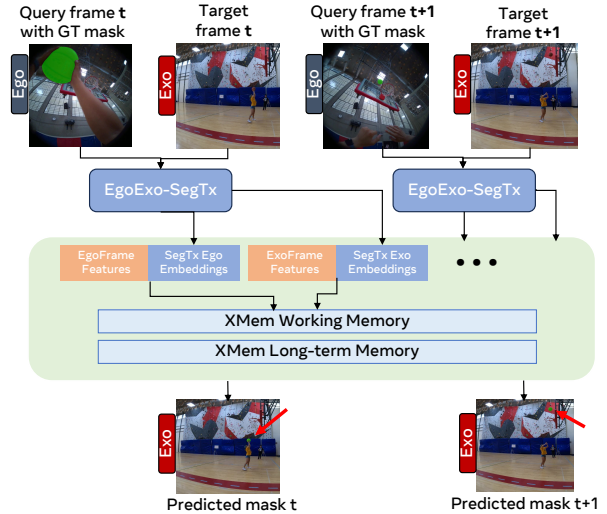 Query frame t
with GT mask
Target
frame t
Query frame t+1
with GT mask
Target
frame t+1
Ego
Exo
Ego
Exo
EgoExo-SegTx
EgoExo-SegTx
EgoFrame
Features
SegTx Ego
Embeddings
ExoFrame
Features
SegTx Exo
Embeddings
XMem Working Memory
XMem Long-term Memory
Exo
Exo
Predicted mask t
Predicted mask t+1